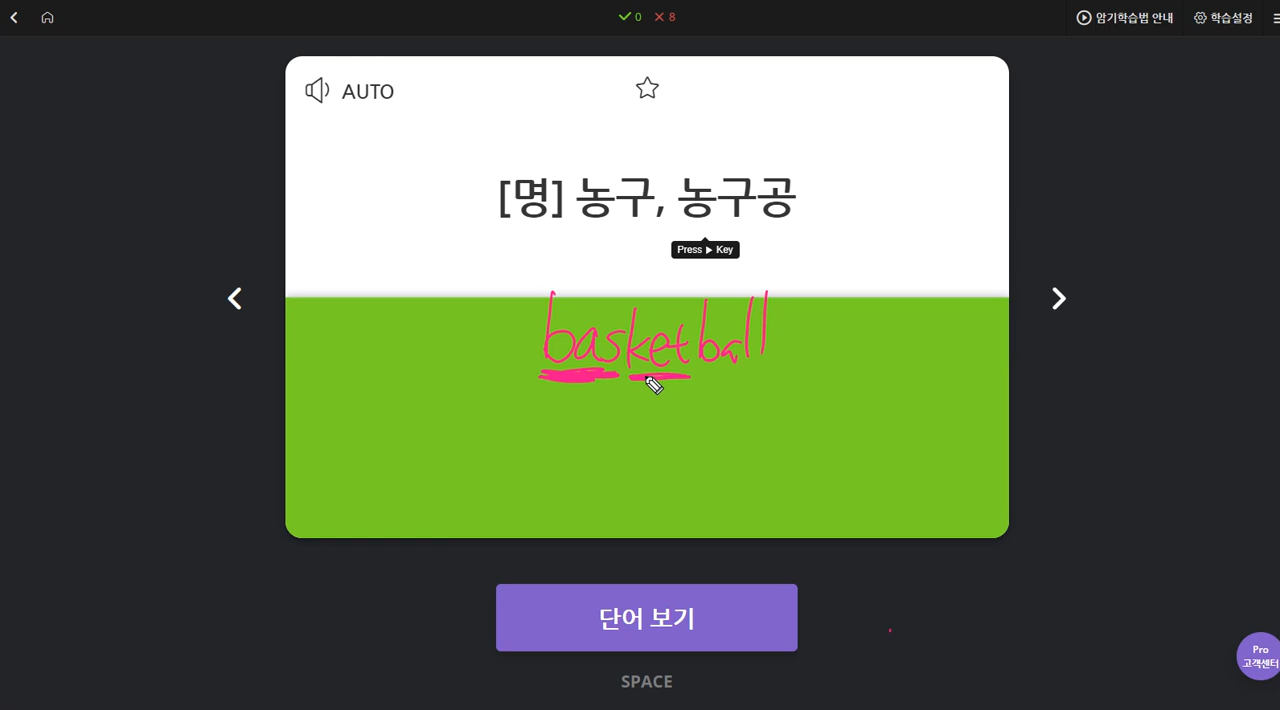 0 8 암기학습법 안내 학습설정
AUTO
[명] 농구, 농구공
Press ▶ Key
basketball
단어 보기
SPACE
Pro
고객센터